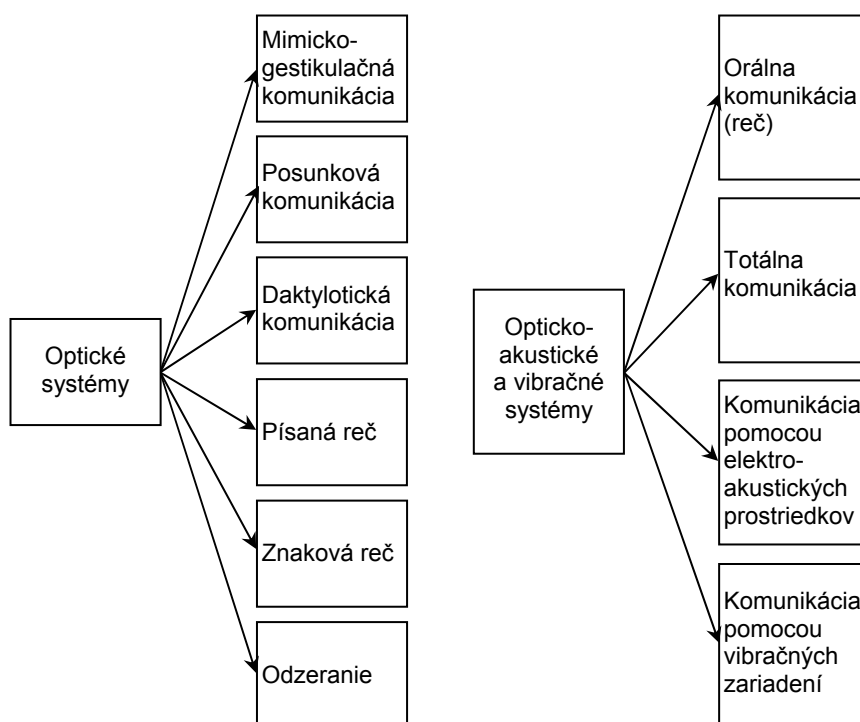 Optické
systémy
Mimicko-
gestikulačná
komunikácia
Posunková
komunikácia
Daktylotická
komunikácia
Písaná reč
Znaková reč
Odzeranie
Opticko-
akustické
a vibračné
systémy
Orálna
komunikácia
(reč)
Totálna
komunikácia
Komunikácia
pomocou
elektro-
akustických
prostriedkov
Komunikácia
pomocou
vibračných
zariadení